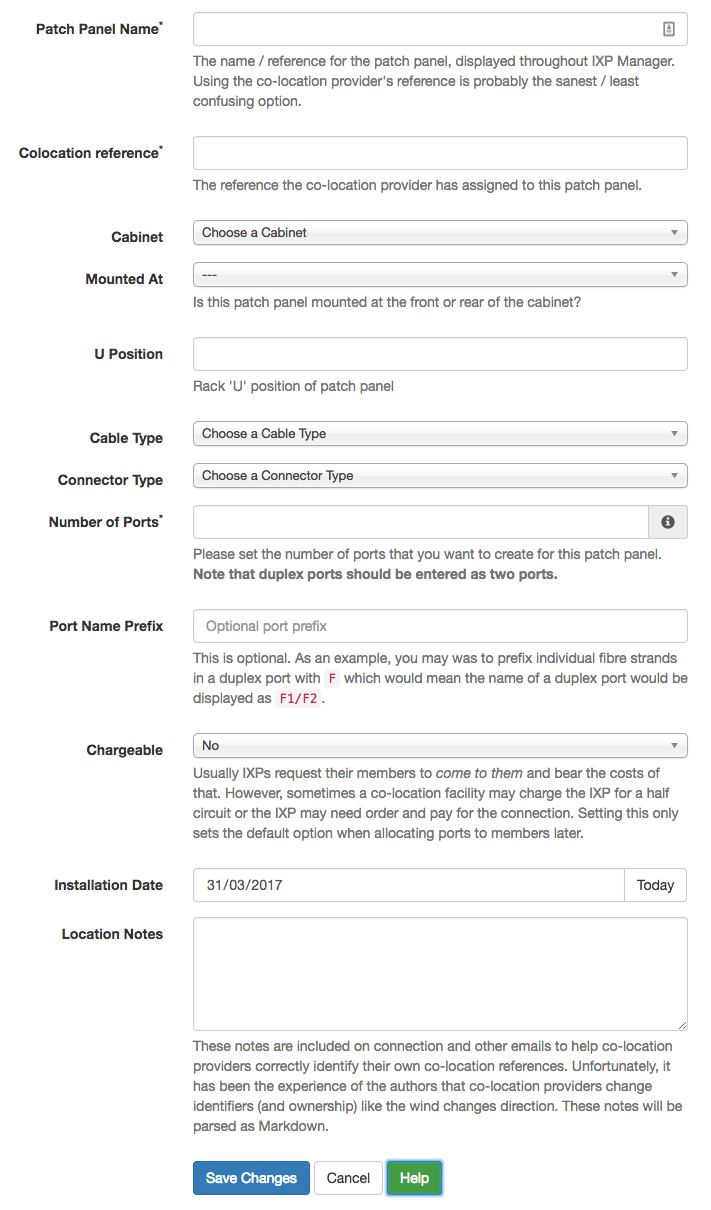 Patch Panel Name*
The name / reference for the patch panel, displayed throughout IXP Manager.
Using the co-location provider's reference is probably the sanest / least
confusing option.
Colocation reference*
The reference the co-location provider has assigned to this patch panel.
Cabinet
Choose a Cabinet
Mounted At
---
Is this patch panel mounted at the front or rear of the cabinet?
U Position
Rack 'U' position of patch panel
Cable Type
Choose a Cable Type
Connector Type
Choose a Connector Type
Number of Ports*
Please set the number of ports that you want to create for this patch panel.
Note that duplex ports should be entered as two ports.
Port Name Prefix
Optional port prefix
This is optional. As an example, you may was to prefix individual fibre strands
in a duplex port with F which would mean the name of a duplex port would be
displayed as F1/F2 .
Chargeable
No
Usually IXPs request their members to come to them and bear the costs of
that. However, sometimes a co-location facility may charge the IXP for a half
circuit or the IXP may need order and pay for the connection. Setting this only
sets the default option when allocating ports to members later.
Installation Date
31/03/2017
Today
Location Notes
These notes are included on connection and other emails to help co-location
providers correctly identify their own co-location references. Unfortunately, it
has been the experience of the authors that co-location providers change
identifiers (and ownership) like the wind changes direction. These notes will be
parsed as Markdown.
Save Changes
Cancel
Help